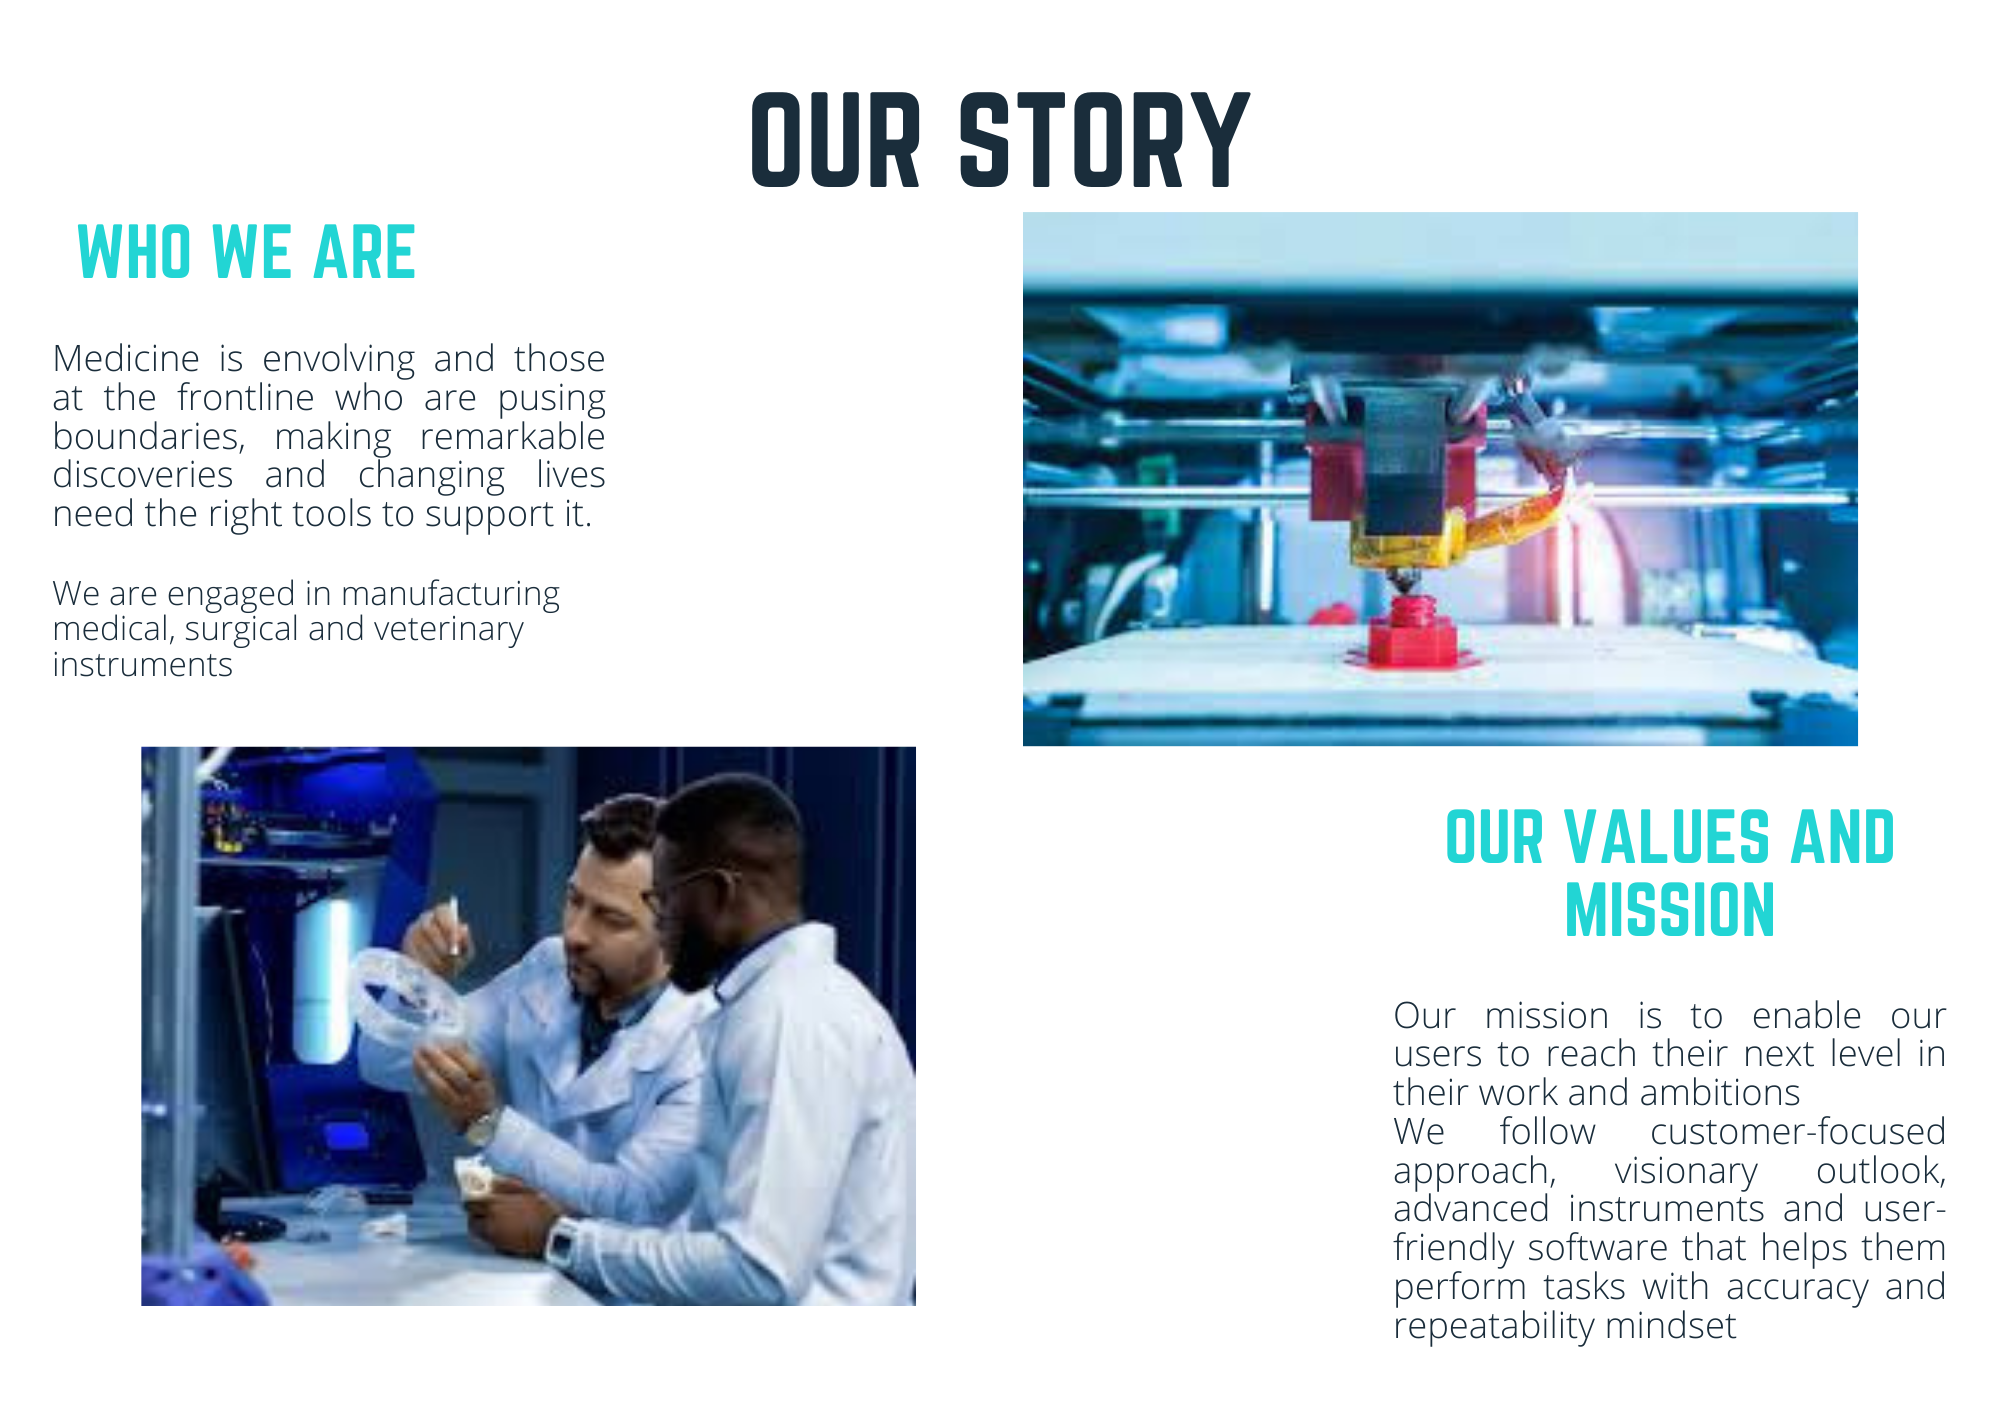 OUR STORY
WHO WE ARE
Medicine is envolving and those
at the frontline who are pusing
boundaries, making remarkable
discoveries and changing lives
need the right tools to support it.
We are engaged in manufacturing
medical, surgical and veterinary
instruments
OUR VALUES AND
MISSION
Our mission is to enable our
users to reach their next level in
their work and ambitions
We follow customer-focused
approach, visionary outlook,
advanced instruments and user-
friendly software that helps them
perform tasks with accuracy and
repeatability mindset